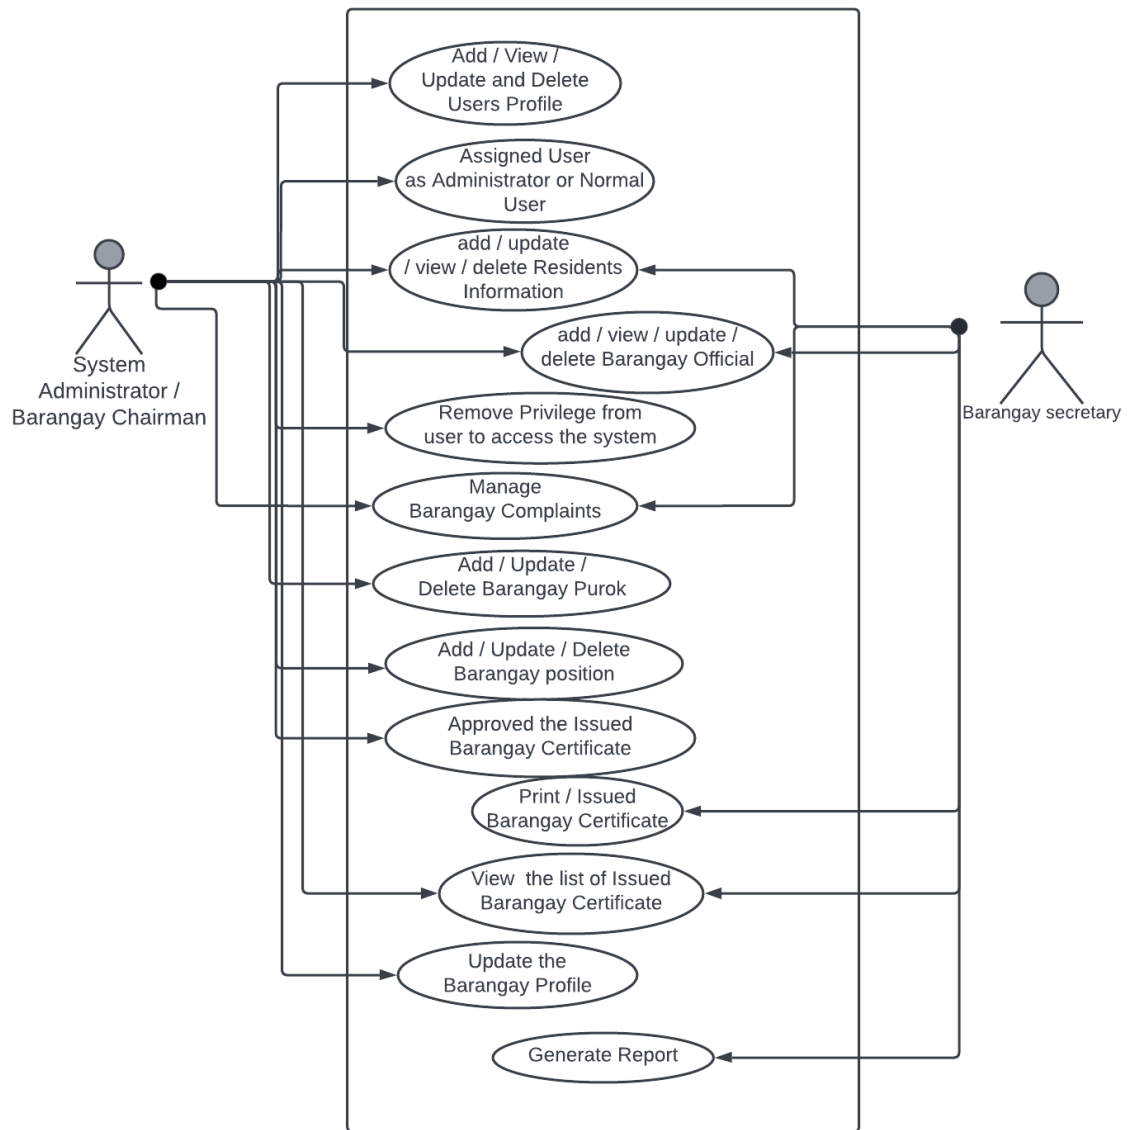 Add / View /
Update and Delete
Users Profile
Assigned User
as Administrator or Normal
User
add / update
/ view / delete Residents
Information
add / view / update /
delete Barangay Official
System
Administrator /
Barangay Chairman
Barangay secretary
Remove Privilege from
user to access the system
Manage
Barangay Complaints
Add / Update /
Delete Barangay Purok
Add / Update / Delete
Barangay position
Approved the Issued
Barangay Certificate
Print / Issued
Barangay Certificate
View  the list of Issued
Barangay Certificate
Update the
Barangay Profile
Generate Report